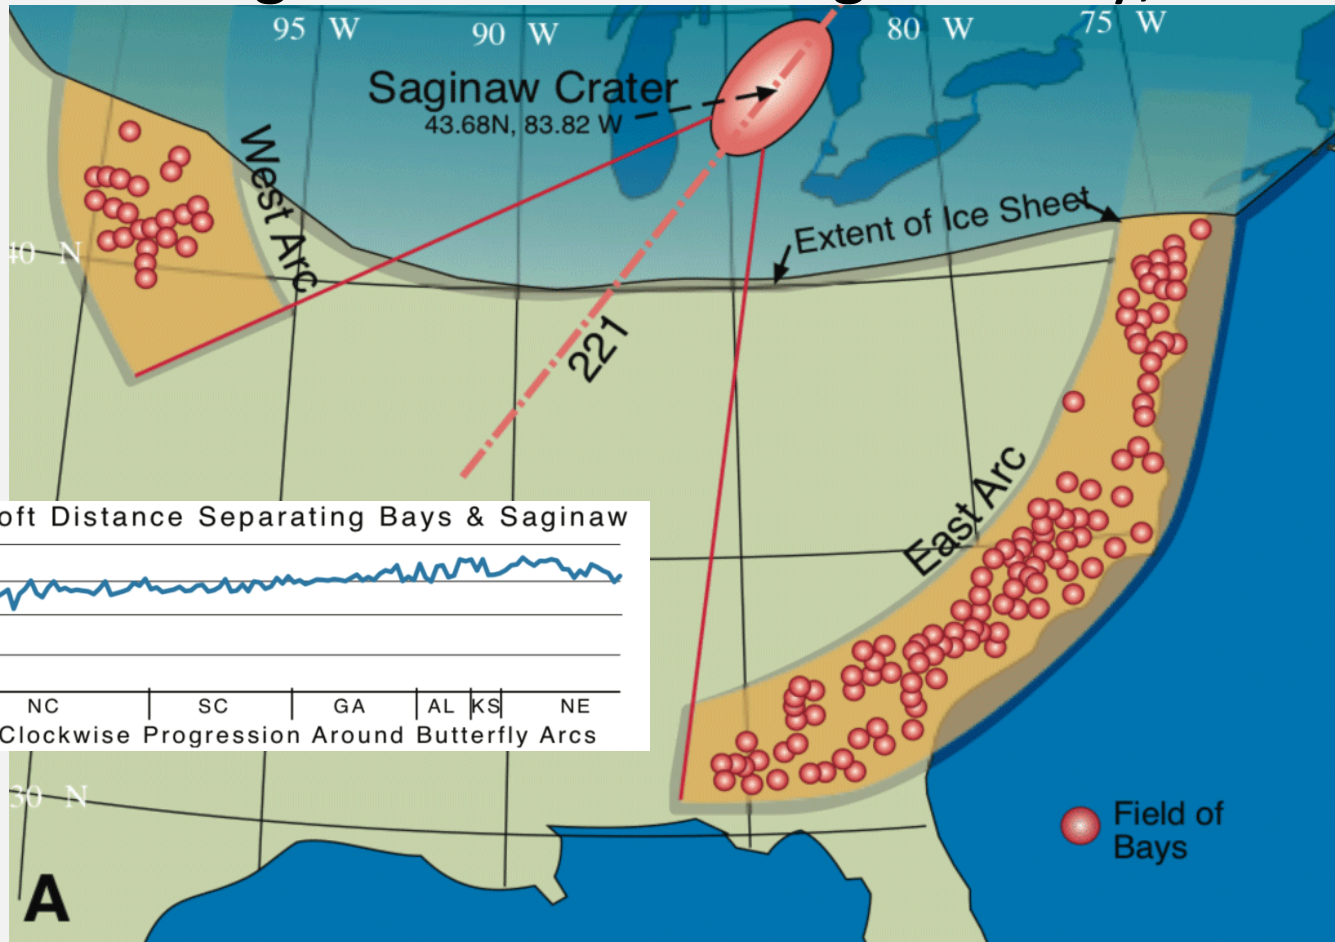 95 W
90 W
80 W
75 W
Saginaw Crater
43.68N, 83.82 W
West Arc
Extent of Ice Sheet
40 N
221
East Arc
oft Distance Separating Bays & Saginaw
NC SC GA AL KS NE
Clockwise Progression Around Butterfly Arcs
30 N
Field of
Bays
A